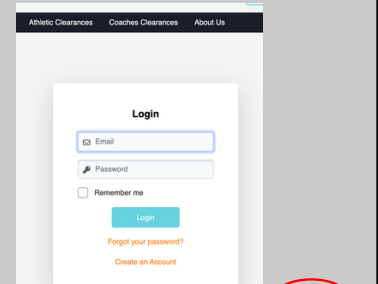 Athletic Clearances Coaches Clearances About Us
Login
Email
Password
Remember me
Login
Forgot your password?
Create an Account